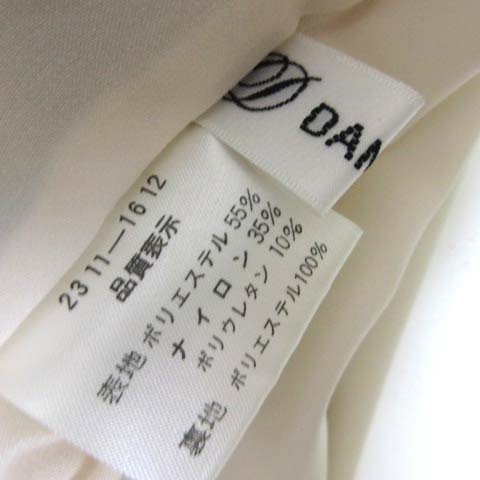 D DAM
2311-1612
品質表示
表地 ポリエステル 55%
ナイロン 35%
ポリウレタン 10%
裏地 ポリエステル100%